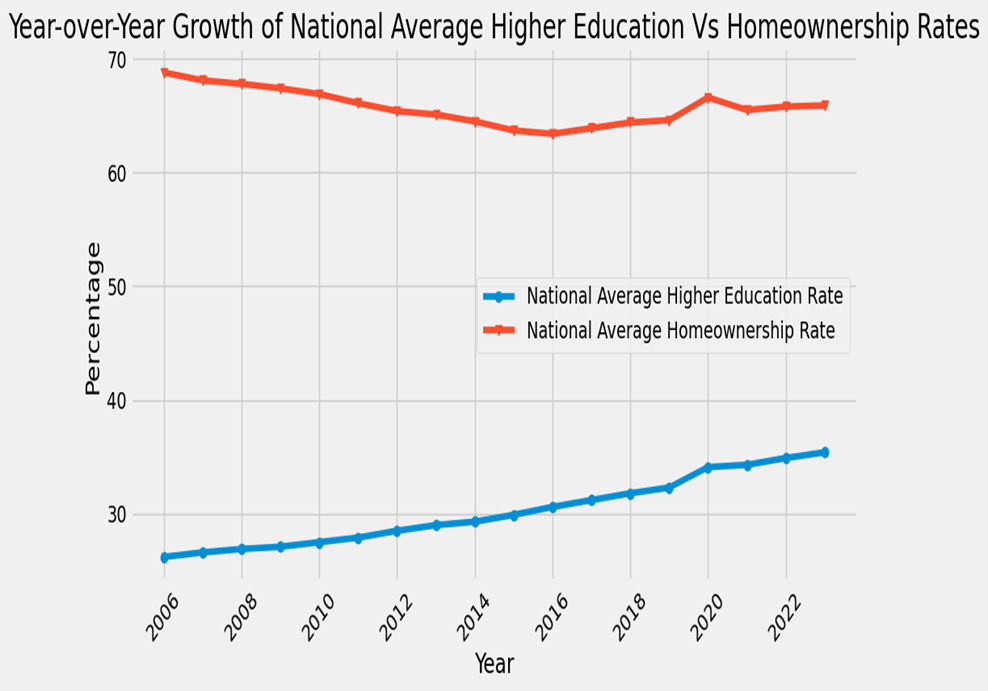 Year-over-Year Growth of National Average Higher Education Vs Homeownership Rates
70
60
50
40
30
Percentage
National Average Higher Education Rate
National Average Homeownership Rate
2006 2008 2010 2012 2014 2016 2018 2020 2022
Year